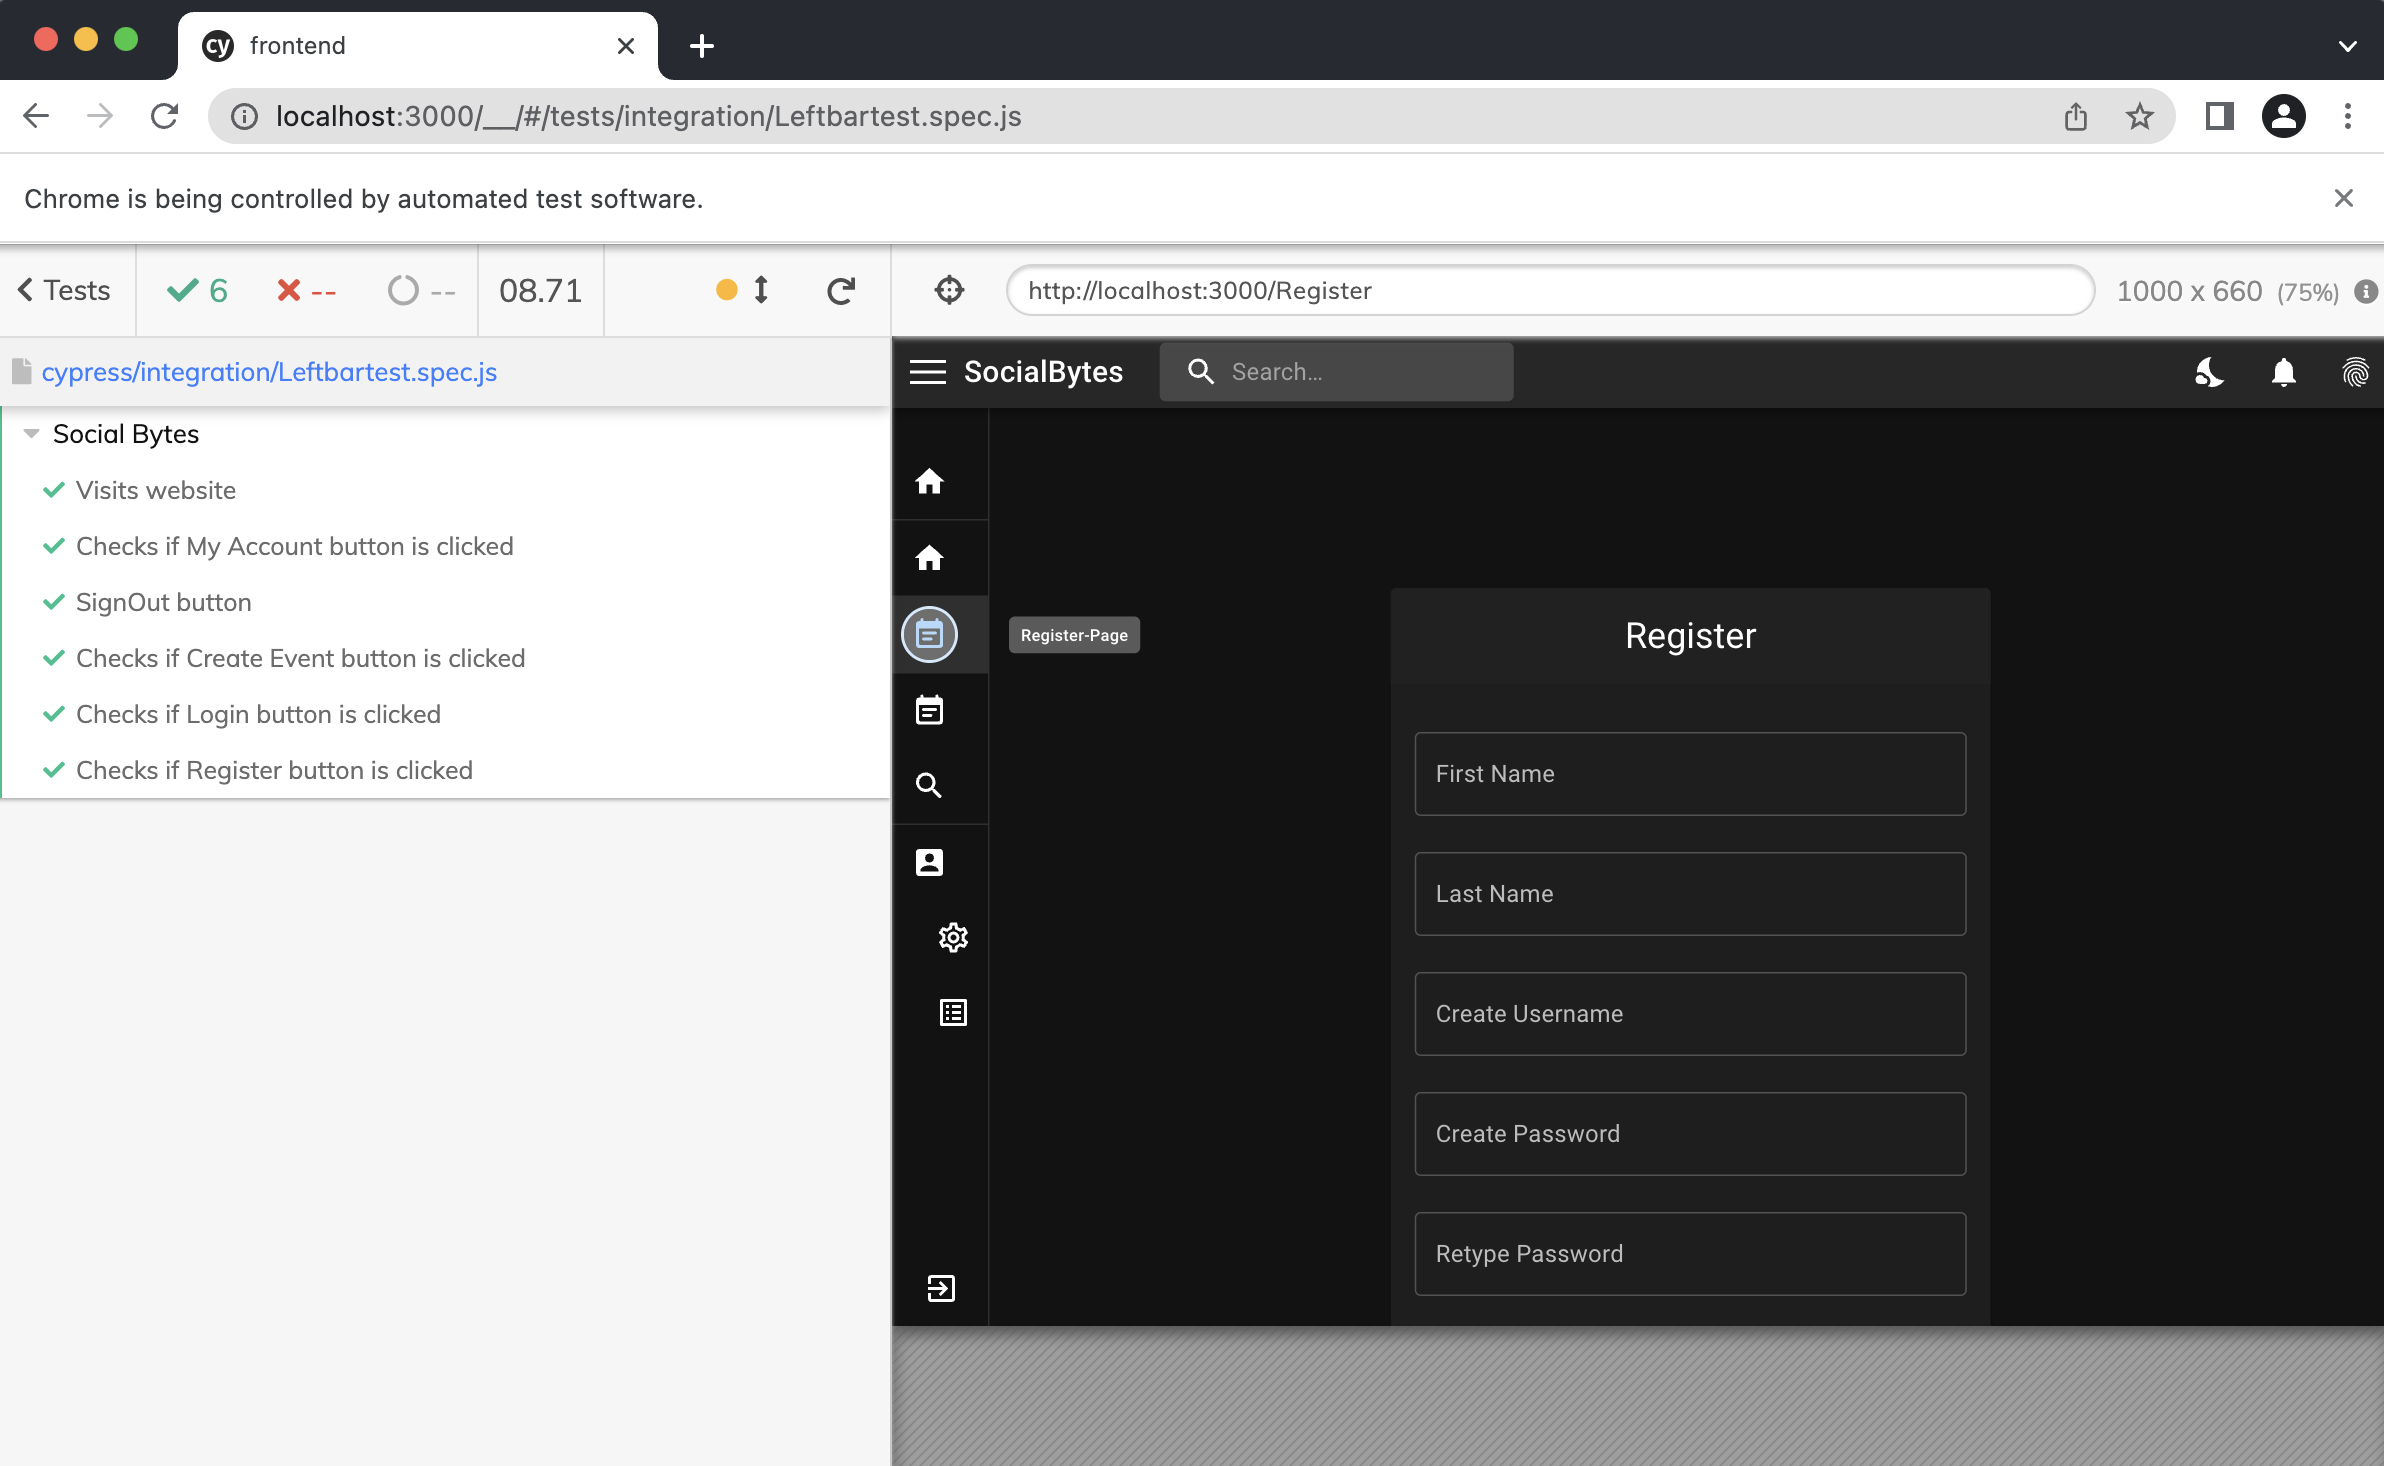 cy frontend
localhost:3000/__/#/tests/integration/Leftbartest.spec.js
Chrome is being controlled by automated test software.
Tests 6 -- -- 08.71
http://localhost:3000/Register 1000 x 660 (75%)
cypress/integration/Leftbartest.spec.js
Social Bytes
Visits website
Checks if My Account button is clicked
SignOut button
Checks if Create Event button is clicked
Checks if Login button is clicked
Checks if Register button is clicked
SocialBytes Search...
Register-Page
Register
First Name
Last Name
Create Username
Create Password
Retype Password